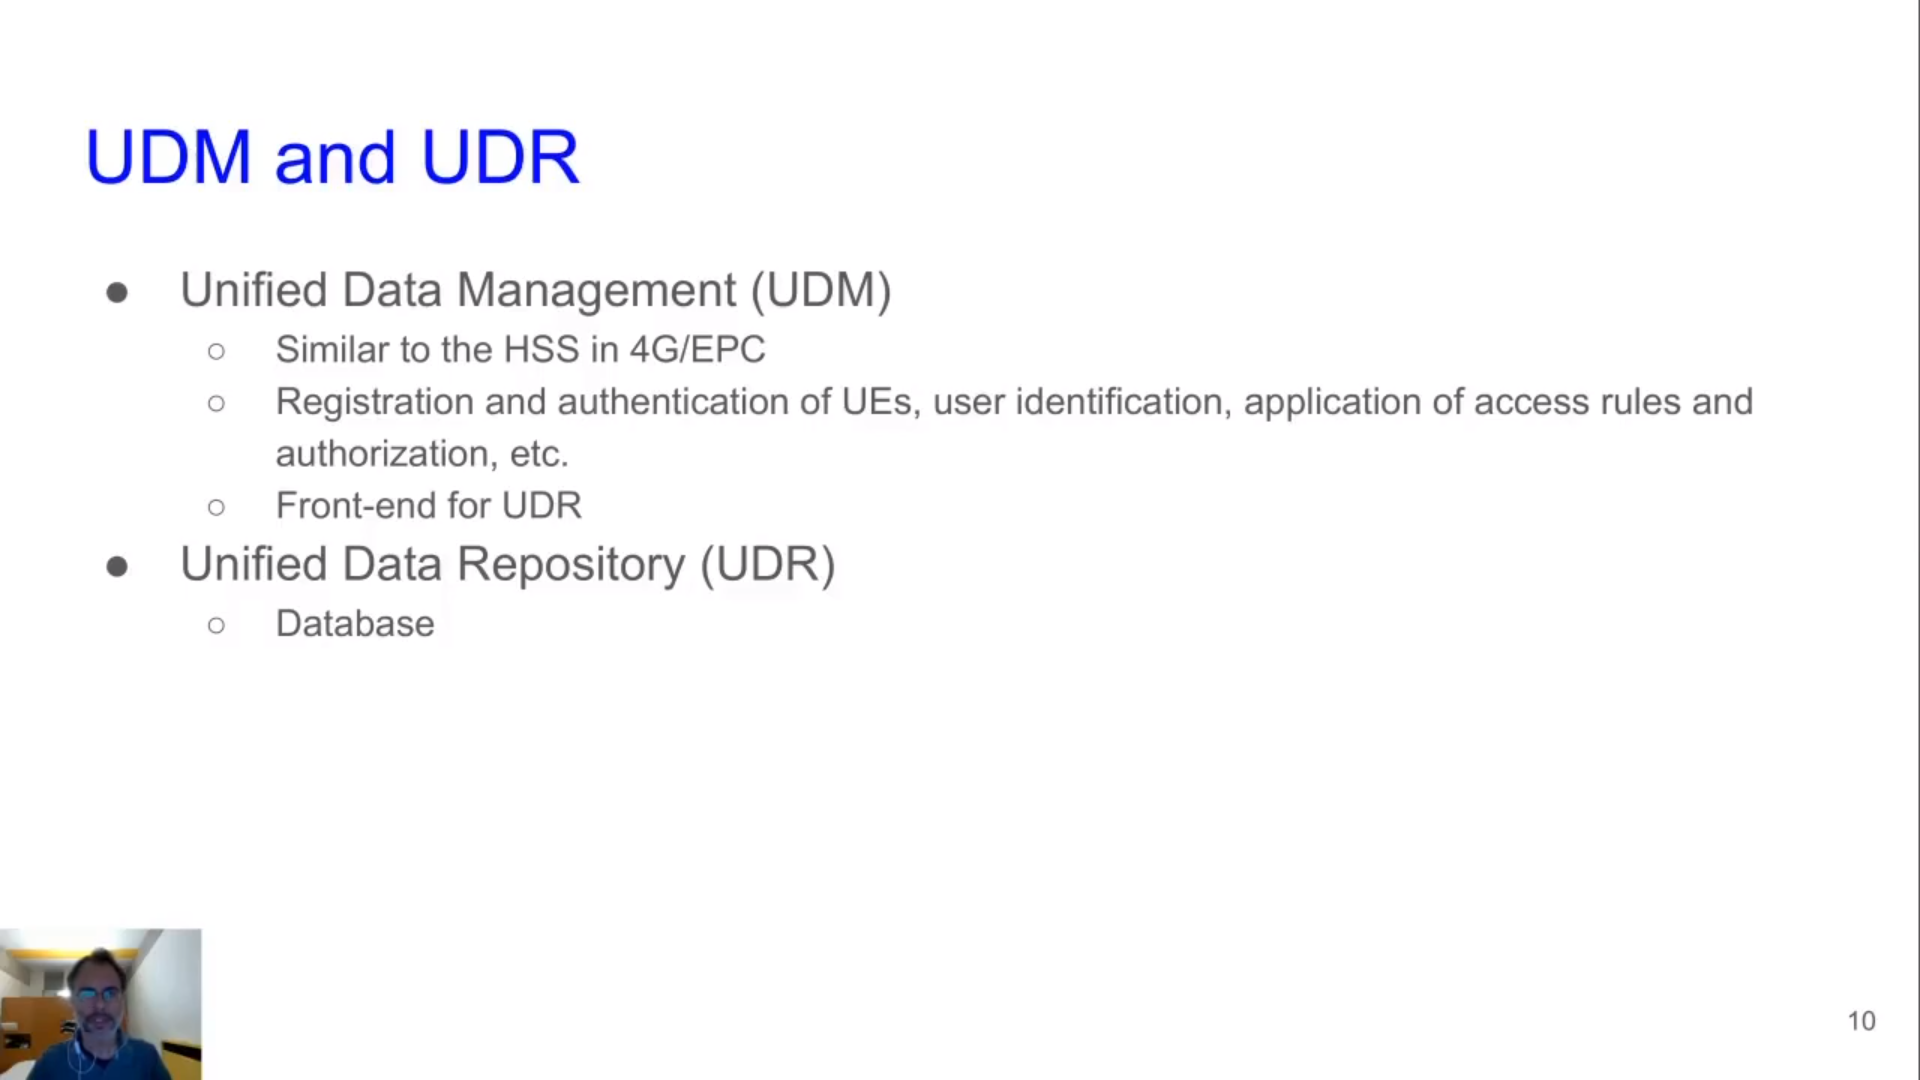 UDM and UDR
● Unified Data Management (UDM)
○ Similar to the HSS in 4G/EPC
○ Registration and authentication of UEs, user identification, application of access rules and
authorization, etc.
○ Front-end for UDR
● Unified Data Repository (UDR)
○ Database
10